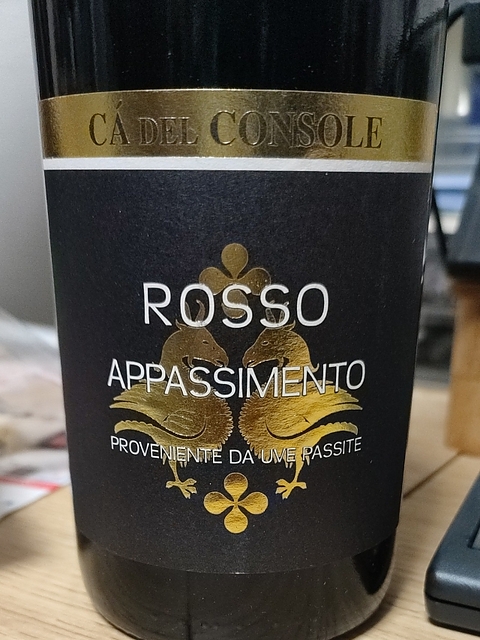 CÁ DEL CONSOLE
ROSSO
APPASSIMENTO
PROVENIENTE DA UVE PASSITE